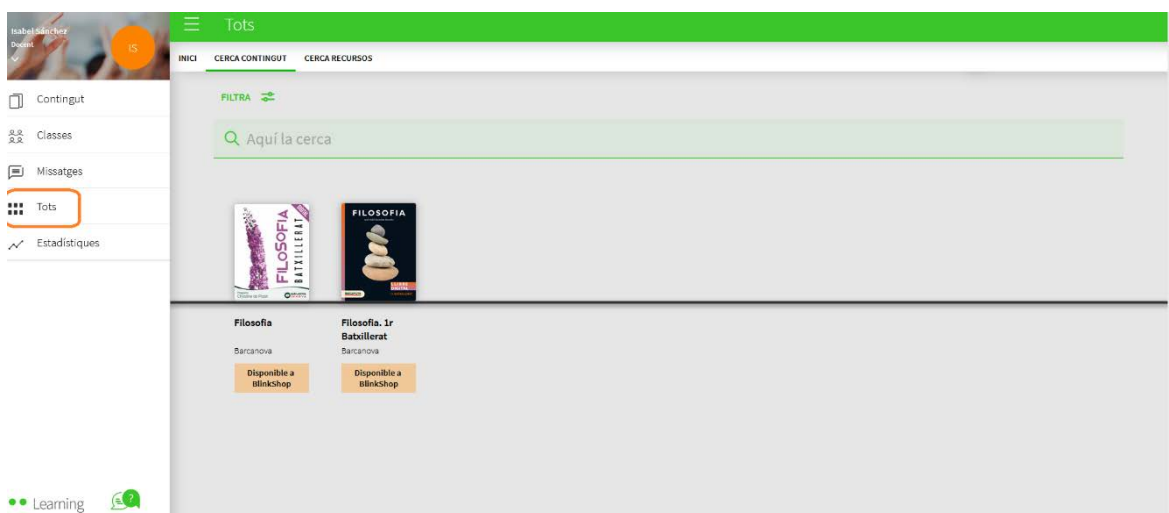 Isabel Sánchez
Docent
IS
Contingut
Classes
Missatges
Tots
Estadístiques
Learning
?
Tots
INICI CERCA CONTINGUT CERCA RECURSOS
FILTRA
Aquí la cerca
FILOSOFIA
BATXILLERAT
FILOSOFIA
Filosofia
Barcanova
Disponible a
BlinkShop
Filosofia. 1r
Batxillerat
Barcanova
Disponible a
BlinkShop